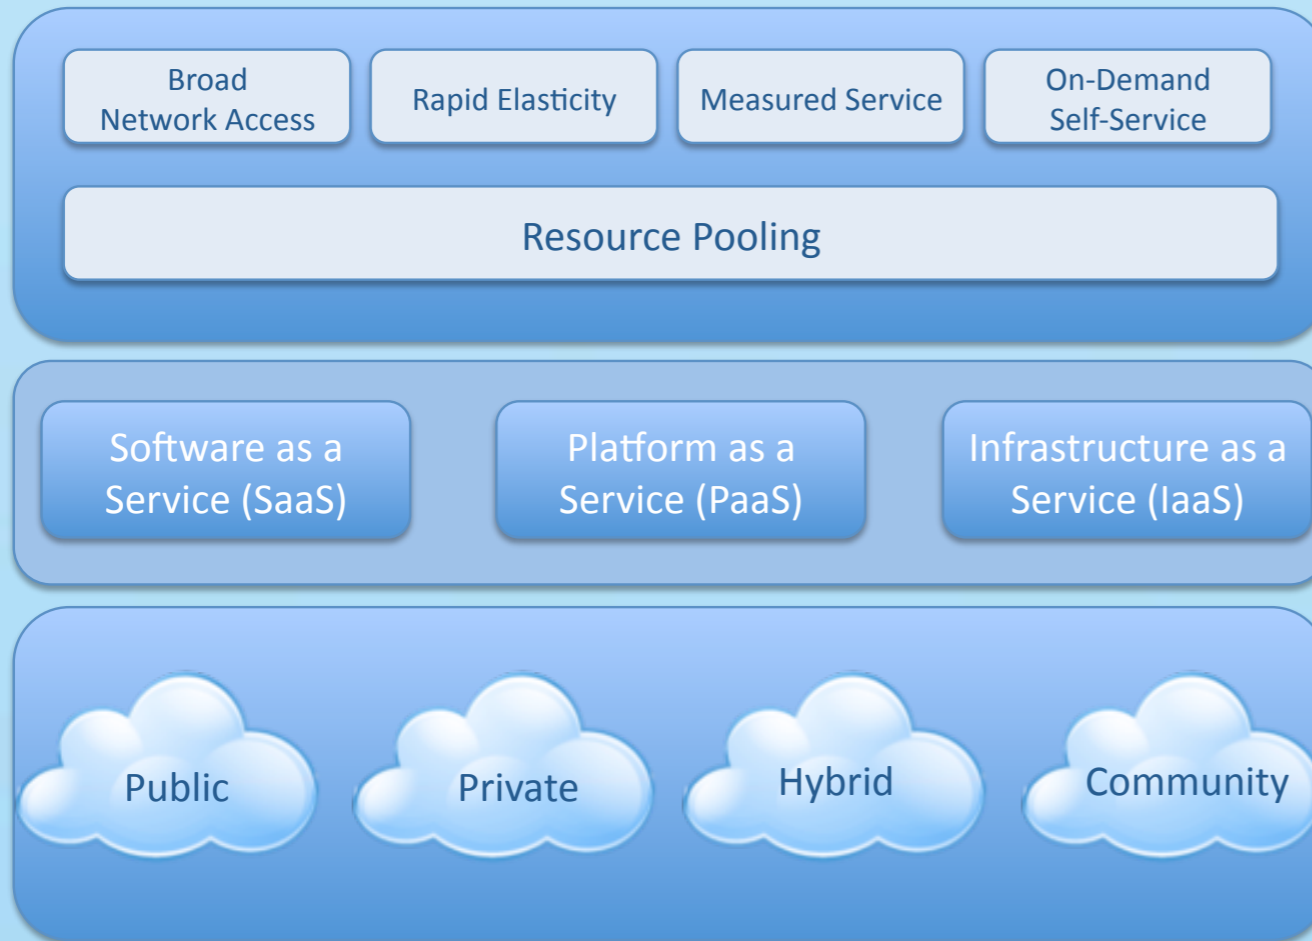 Broad
Network Access
Rapid Elasticity
Measured Service
On-Demand
Self-Service
Resource Pooling
Software as a
Service (SaaS)
Platform as a
Service (PaaS)
Infrastructure as a
Service (IaaS)
Public
Private
Hybrid
Community